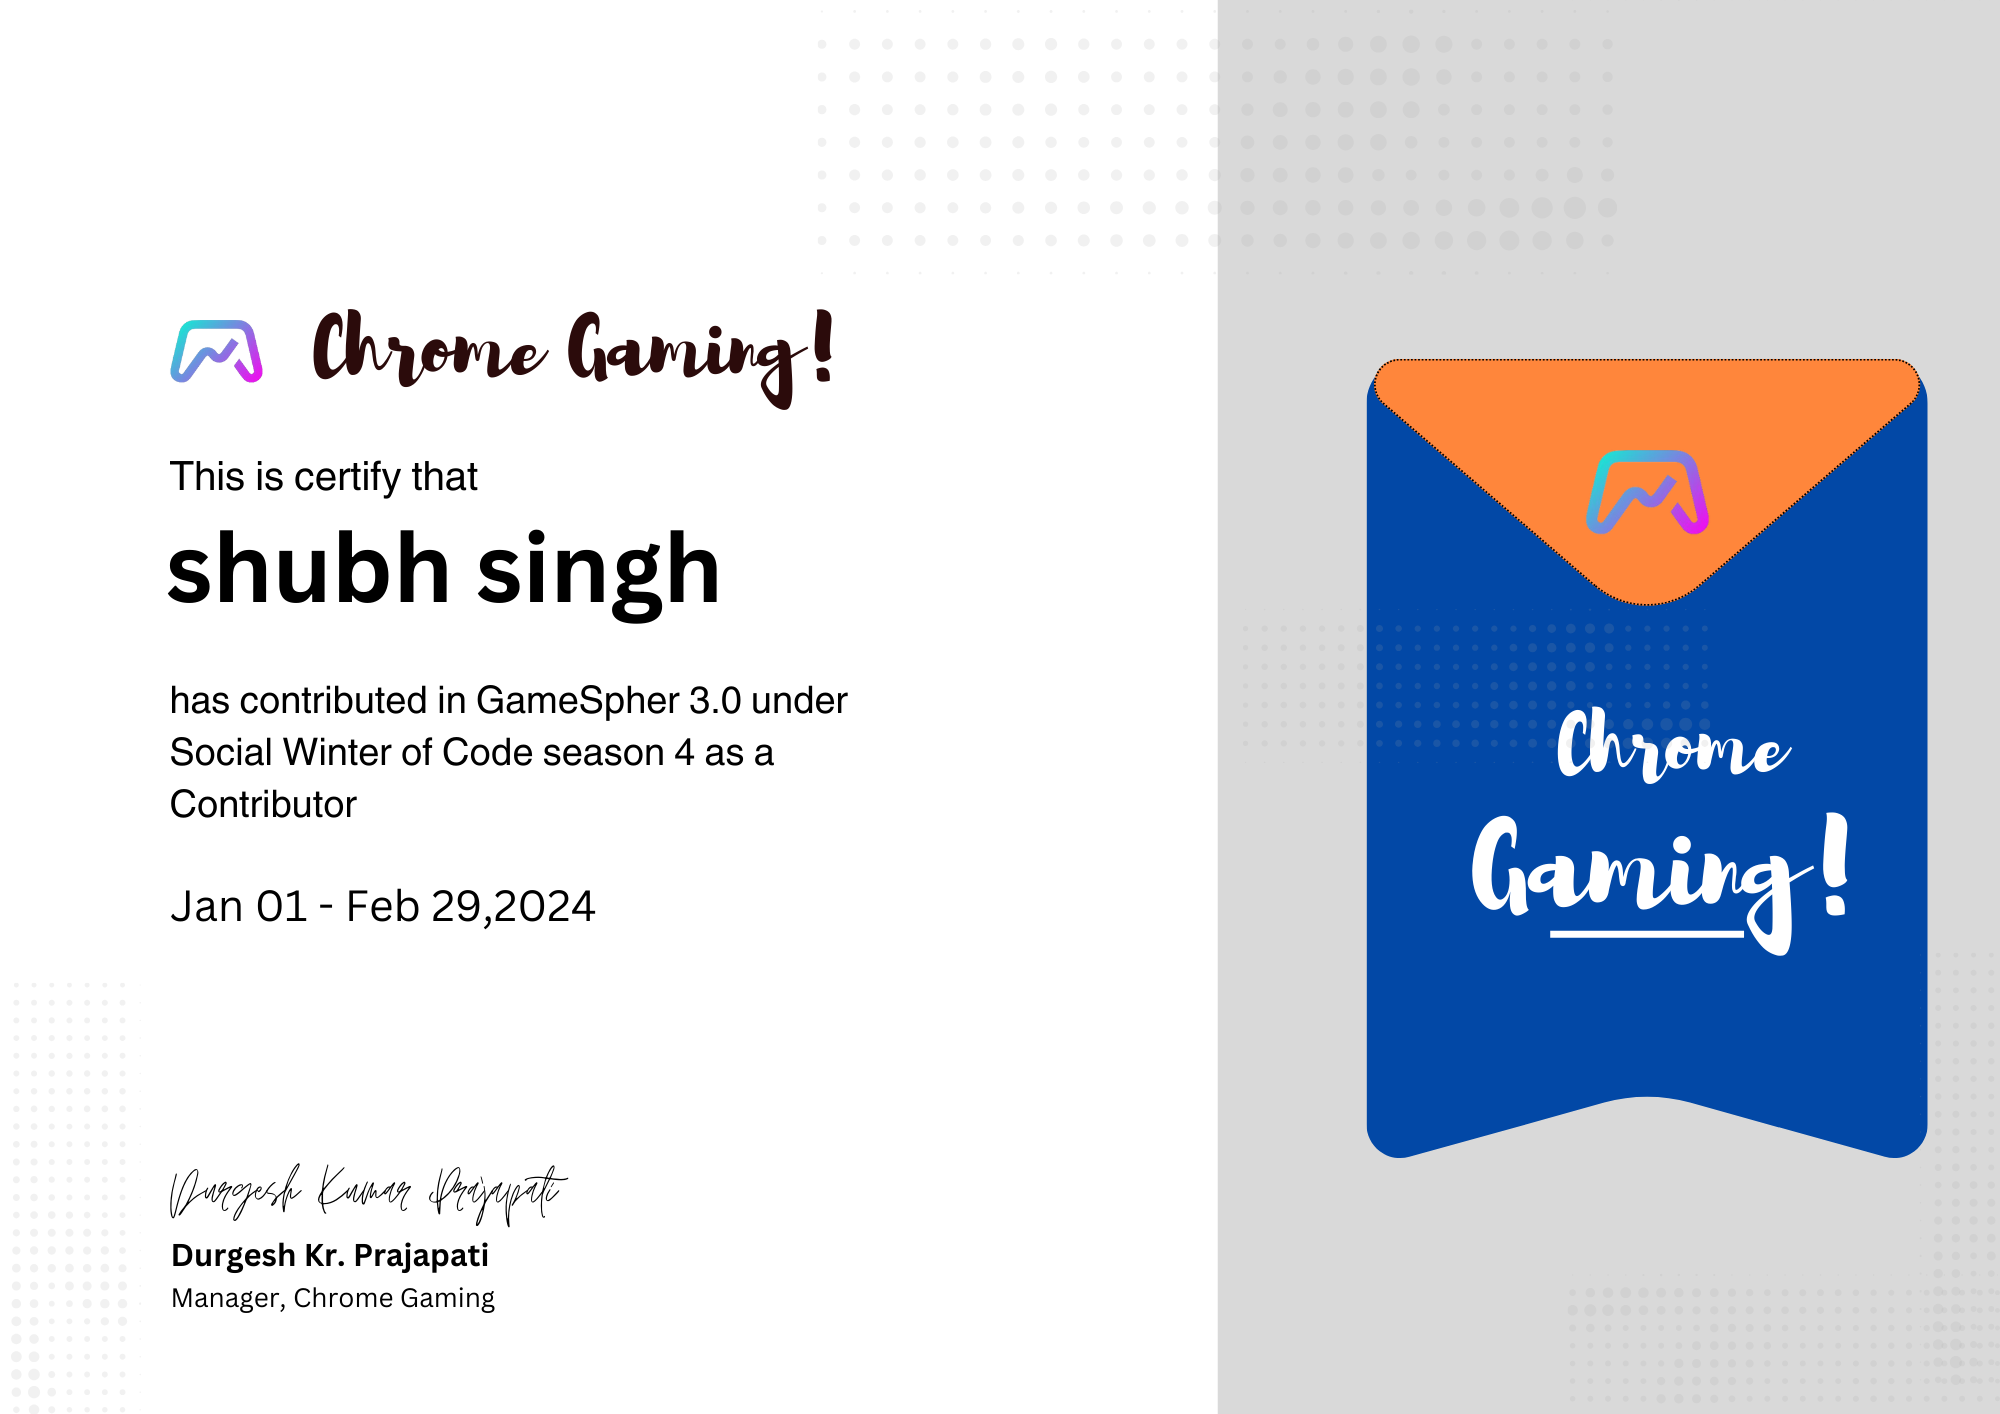 Chrome Gaming!
This is certify that
shubh singh
has contributed in GameSpher 3.0 under
Social Winter of Code season 4 as a
Contributor
Jan 01 - Feb 29,2024
Durgesh Kumar Prajapati
Durgesh Kr. Prajapati
Manager, Chrome Gaming
Chrome
Gaming!